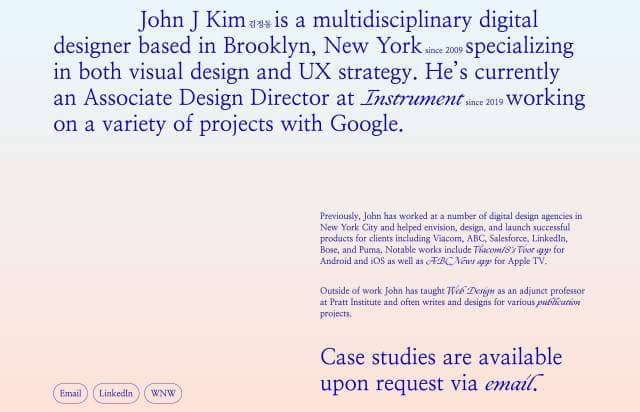 John J Kim 김정동 is a multidisciplinary digital
designer based in Brooklyn, New York since 2009 specializing
in both visual design and UX strategy. He’s currently
an Associate Design Director at Instrument since 2019 working
on a variety of projects with Google.
Previously, John has worked at a number of digital design agencies in
New York City and helped envision, design, and launch successful
products for clients including Viacom, ABC, Salesforce, LinkedIn,
Bose, and Puma. Notable works include Viacom18’s Voot app for
Android and iOS as well as ABC News app for Apple TV.
Outside of work John has taught Web Design as an adjunct professor
at Pratt Institute and often writes and designs for various publication
projects.
Case studies are available
upon request via email.
Email LinkedIn WNW